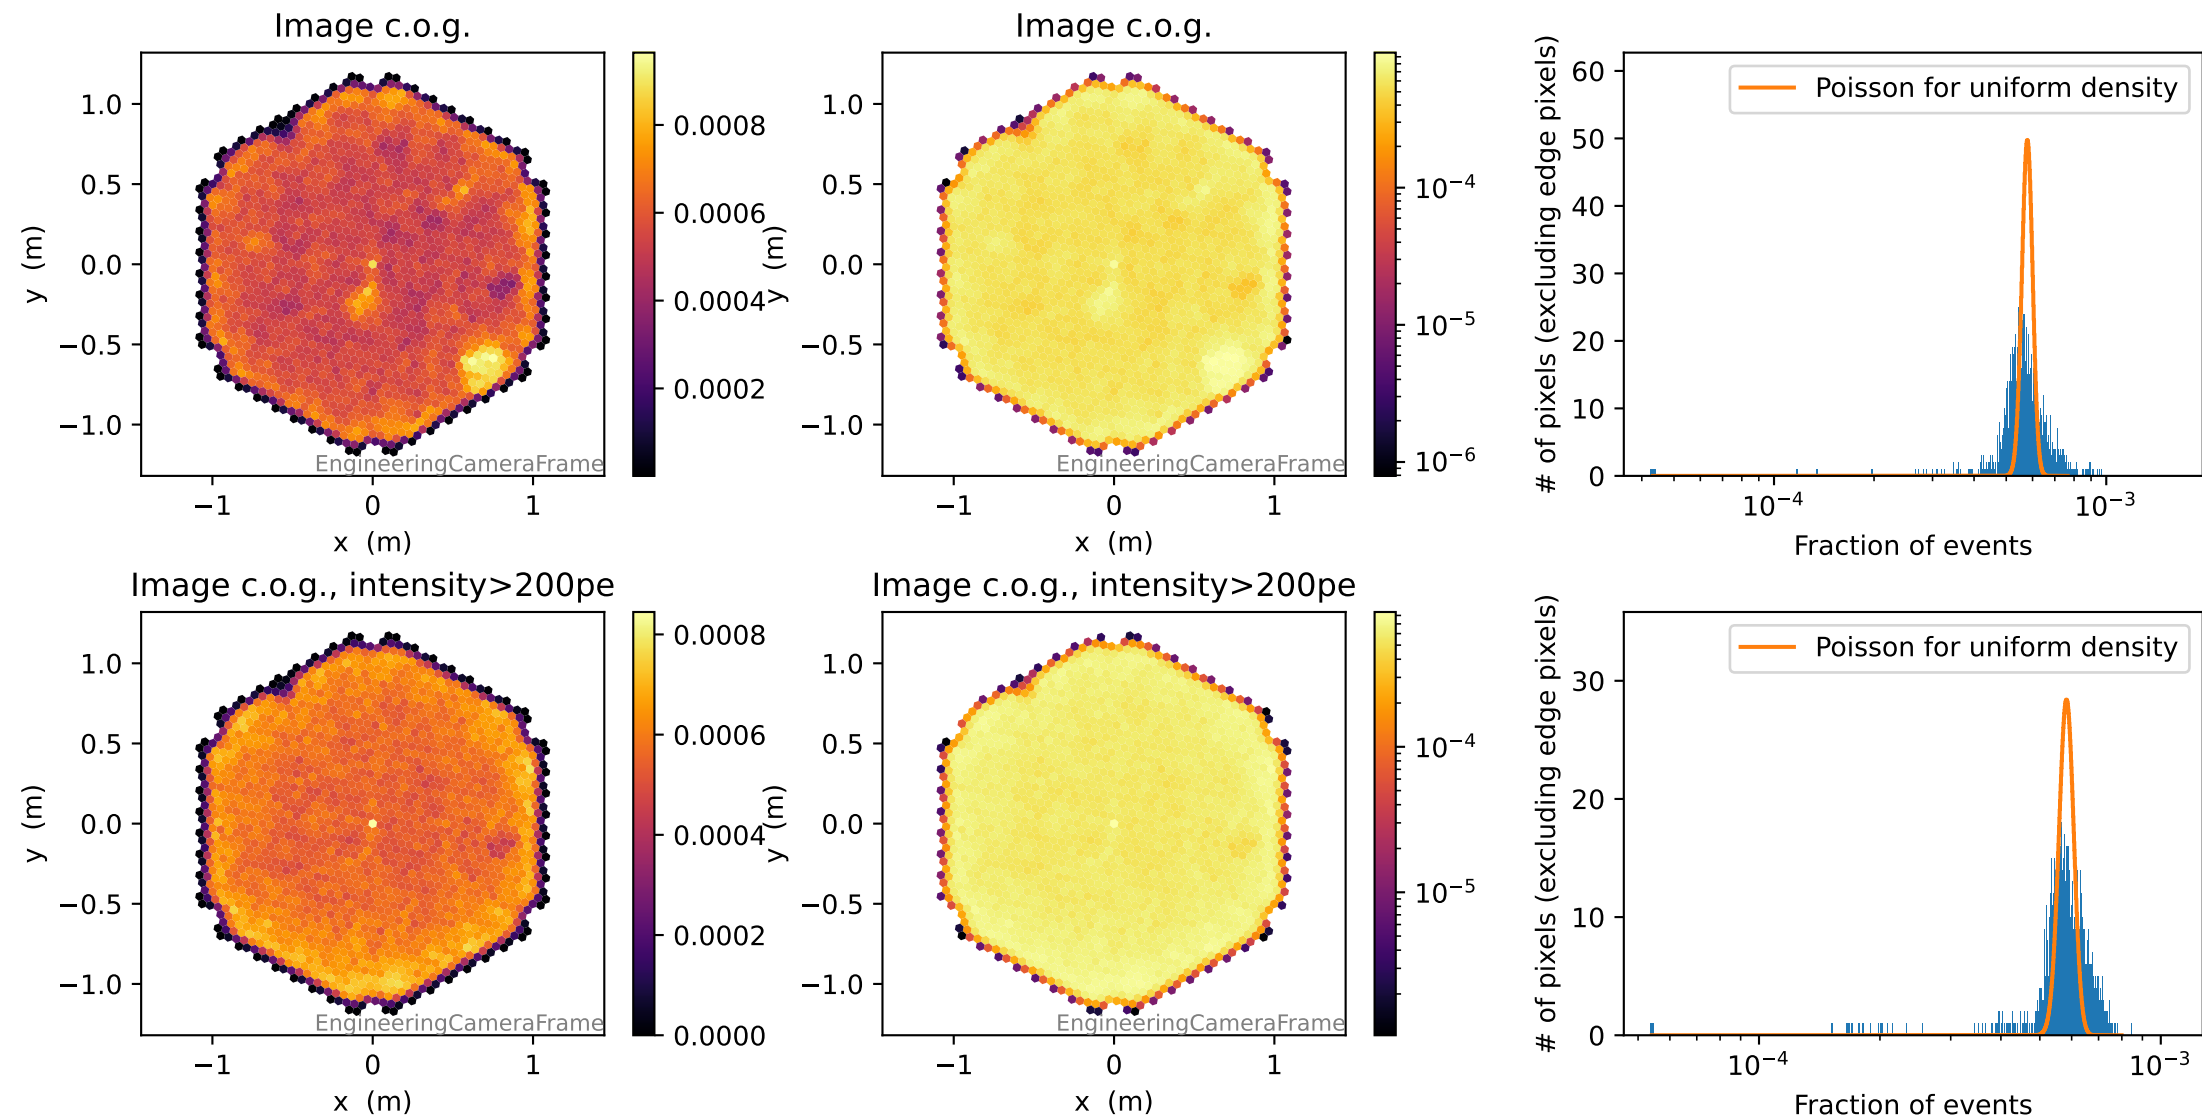 Image c.o.g.
1.0
0.5
0.0
−0.5
−1.0
y (m)
−1
0
1
x (m)
EngineeringCameraFrame
0.0008
0.0006
0.0004
0.0002
Image c.o.g.
1.0
0.5
0.0
−0.5
−1.0
y (m)
−1
0
1
x (m)
EngineeringCameraFrame
10⁻⁴
10⁻⁵
10⁻⁶
Poisson for uniform density
60
50
40
30
20
10
0
# of pixels (excluding edge pixels)
10⁻⁴
10⁻³
Fraction of events
Image c.o.g., intensity>200pe
1.0
0.5
0.0
−0.5
−1.0
y (m)
−1
0
1
x (m)
EngineeringCameraFrame
0.0008
0.0006
0.0004
0.0002
0.0000
Image c.o.g., intensity>200pe
1.0
0.5
0.0
−0.5
−1.0
y (m)
−1
0
1
x (m)
EngineeringCameraFrame
10⁻⁴
10⁻⁵
Poisson for uniform density
30
20
10
0
# of pixels (excluding edge pixels)
10⁻⁴
10⁻³
Fraction of events